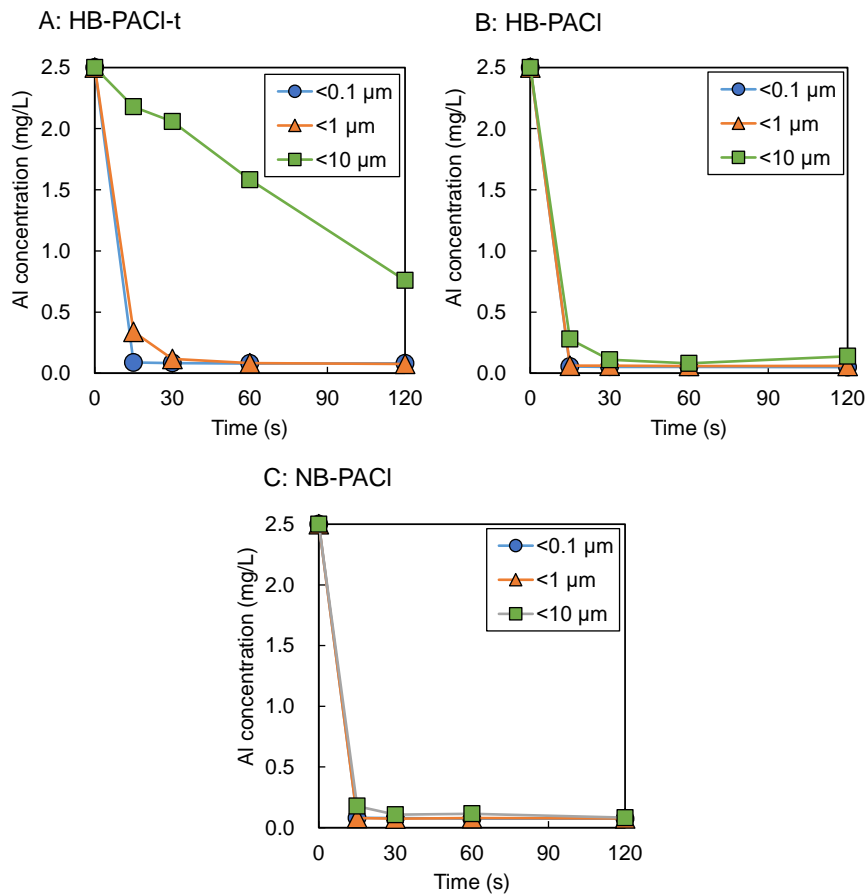 A: HB-PACl-t
Al concentration (mg/L)
2.5
2.0
1.5
1.0
0.5
0.0
<0.1 µm
<1 µm
<10 µm
0 30 60 90 120
Time (s)
B: HB-PACl
Al concentration (mg/L)
2.5
2.0
1.5
1.0
0.5
0.0
<0.1 µm
<1 µm
<10 µm
0 30 60 90 120
Time (s)
C: NB-PACl
Al concentration (mg/L)
2.5
2.0
1.5
1.0
0.5
0.0
<0.1 µm
<1 µm
<10 µm
0 30 60 90 120
Time (s)